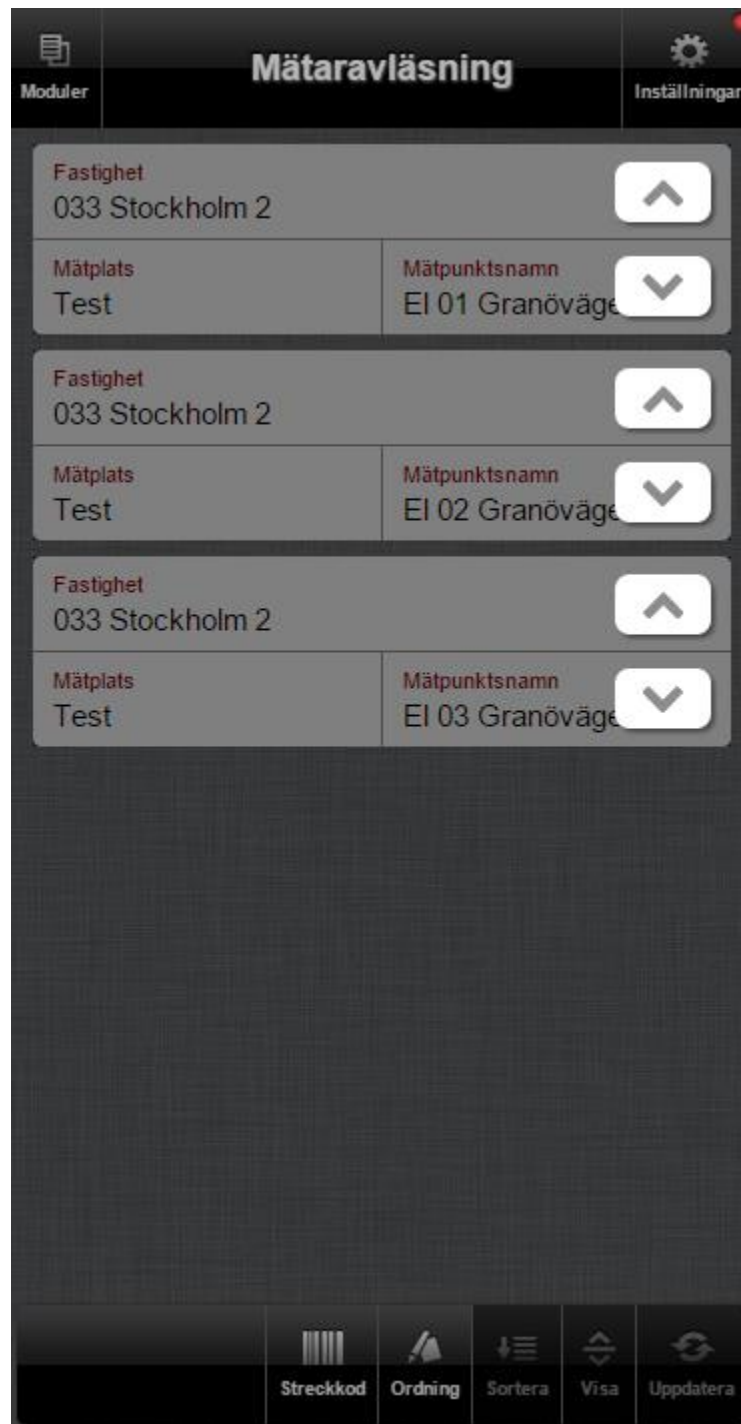 Moduler
Mätaravläsning
Inställningar
Fastighet
033 Stockholm 2
Mätplats
Mätpunktsnamn
Test
El 01 Granöväge
Fastighet
033 Stockholm 2
Mätplats
Mätpunktsnamn
Test
El 02 Granöväge
Fastighet
033 Stockholm 2
Mätplats
Mätpunktsnamn
Test
El 03 Granöväge
Streckkod
Ordning
Sortera
Visa
Uppdatera